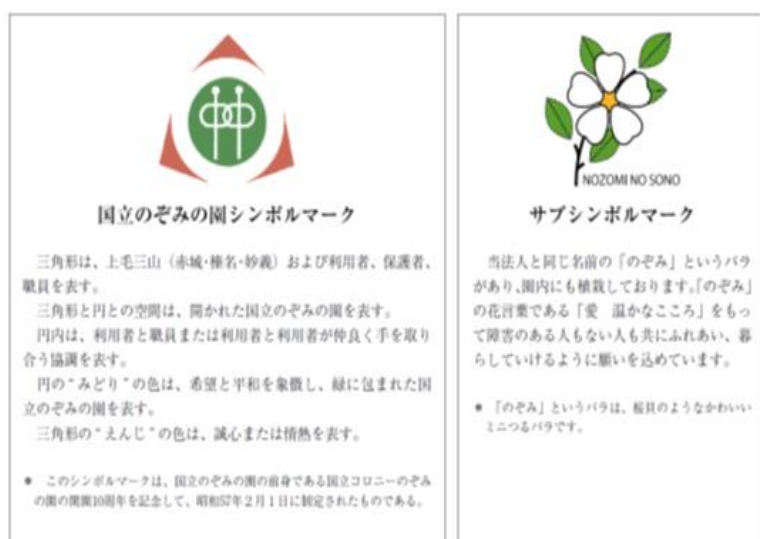 国立のぞみの園シンボルマーク
三角形は、上毛三山（赤城・榛名・妙義）および利用者、保護者、
職員を表す。
三角形と円との空間は、開かれた国立のぞみの園を表す。
円内は、利用者と職員または利用者と利用者が仲良く手を取り
合う協調を表す。
円の“みどり”の色は、希望と平和を象徴し、緑に包まれた国
立のぞみの園を表す。
三角形の“えんじ”の色は、誠心または情熱を表す。
* このシンボルマークは、国立のぞみの園の前身である国立コロニーのぞみ
の園の開園10周年を記念して、昭和57年２月１日に制定されたものである。
NOZOMI NO SONO
サブシンボルマーク
当法人と同じ名前の「のぞみ」というバラ
があり、園内にも植栽しております。「のぞみ」
の花言葉である「愛　温かなこころ」をもっ
て障害のある人もない人も共にふれあい、暮
らしていけるように願いを込めています。
* 「のぞみ」というバラは、桜貝のようなかわいい
ミニつるバラです。